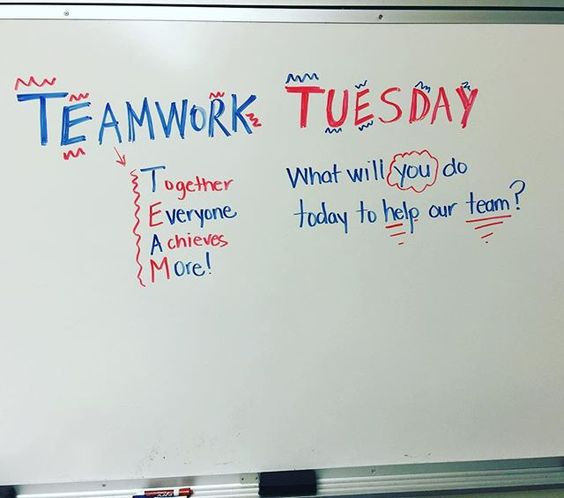 TEAMWORK TUESDAY
Together
Everyone
Achieves
More!
What will you do
today to help our team?